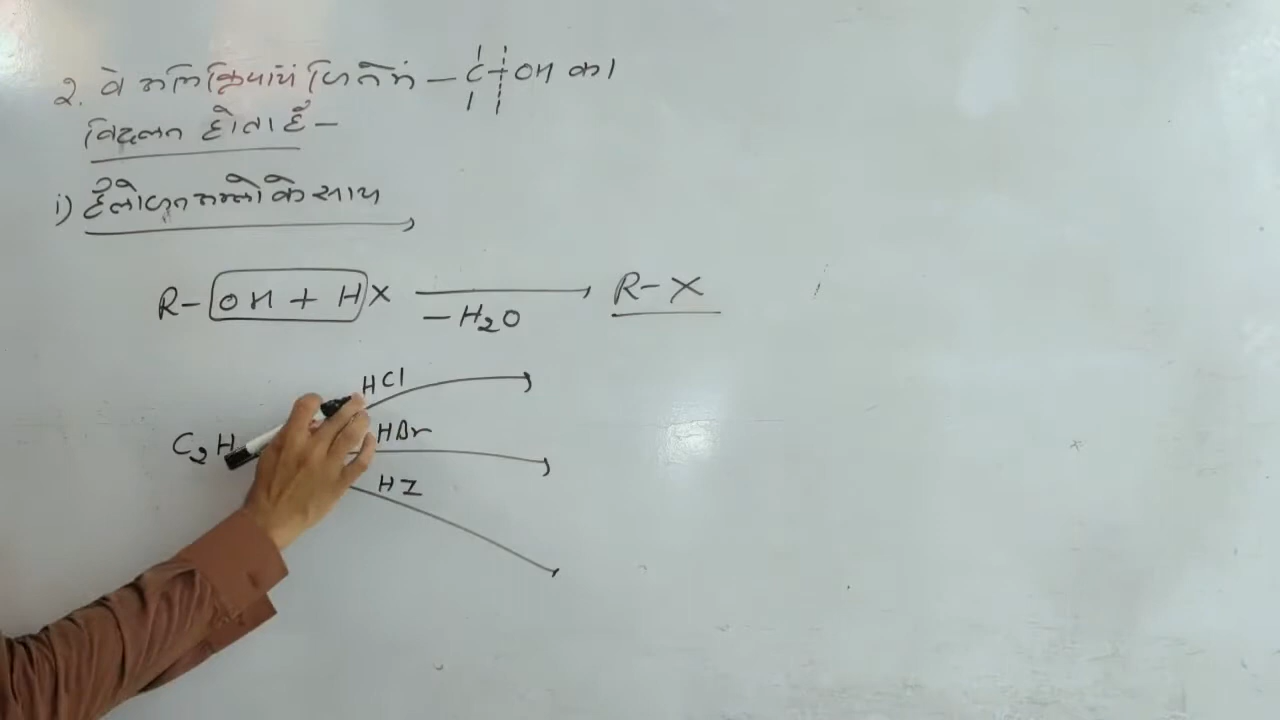 2. वे अभिक्रियायें जिनमें – C – OH का
विदलन होता है –
i) हैलोजन अम्लों के साथ
R – OH + HX → R – X
– H₂O
HCl
C₂H HBr
HI